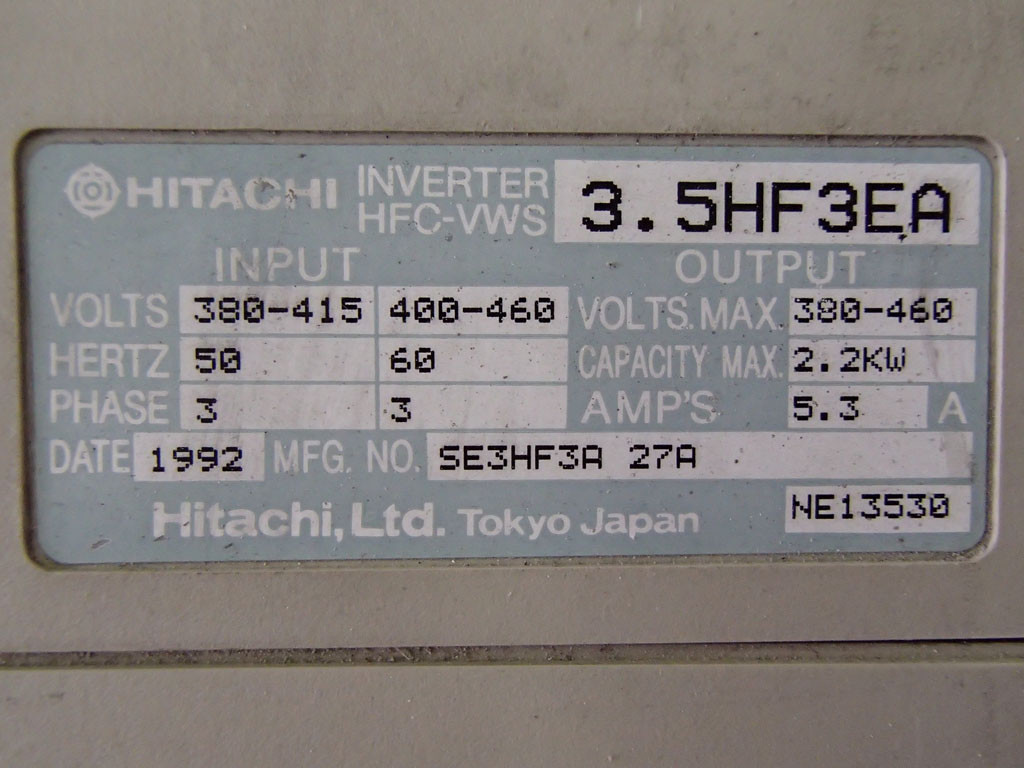 HITACHI INVERTER HFC-VWS 3.5HF3EA
INPUT OUTPUT
VOLTS 380-415 400-460 VOLTS. MAX. 380-460
HERTZ 50 60 CAPACITY MAX. 2.2KW
PHASE 3 3 AMP'S 5.3 A
DATE 1992 MFG. NO. SE3HF3A 27A
Hitachi, Ltd. Tokyo Japan NE13530